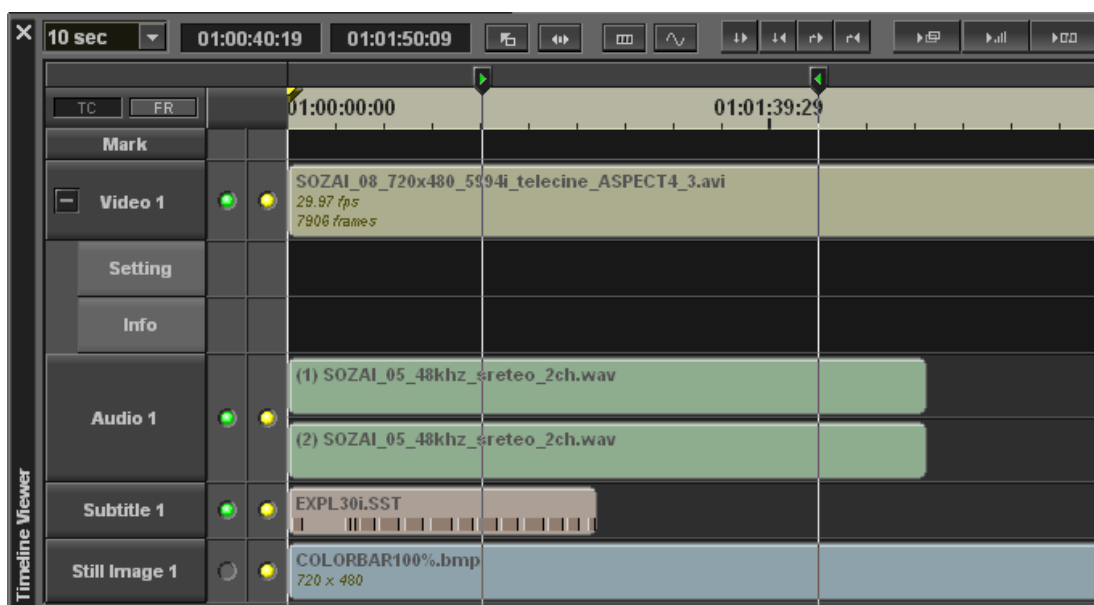 10 sec
01:00:40:19
01:01:50:09
TC
FR
01:00:00:00
01:01:39:29
Mark
Video 1
SOZAI_08_720x480_5994i_telecine_ASPECT4_3.avi
29.97 fps
7906 frames
Setting
Info
Audio 1
(1) SOZAI_05_48khz_sreteo_2ch.wav
(2) SOZAI_05_48khz_sreteo_2ch.wav
Subtitle 1
EXPL30i.SST
Still Image 1
COLORBAR100%.bmp
720 x 480
Timeline Viewer